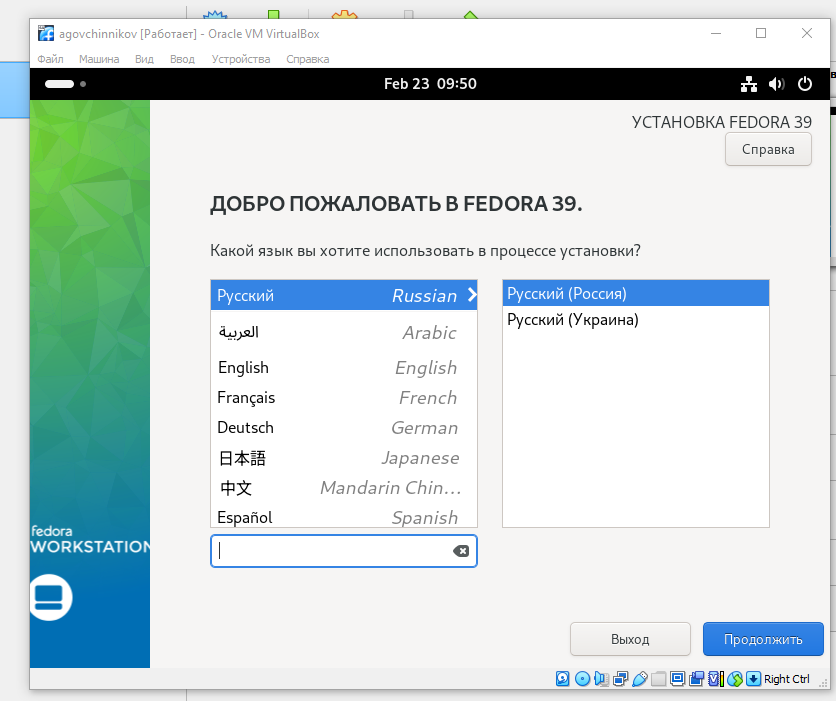 agovchinnikov [Работает] - Oracle VM VirtualBox
Файл Машина Вид Ввод Устройства Справка
Feb 23 09:50
УСТАНОВКА FEDORA 39
Справка
ДОБРО ПОЖАЛОВАТЬ В FEDORA 39.
Какой язык вы хотите использовать в процессе установки?
Русский Russian
العربية Arabic
English English
Français French
Deutsch German
日本語 Japanese
中文 Mandarin Chin...
Español Spanish
Русский (Россия)
Русский (Украина)
fedora
WORKSTATION
Выход Продолжить
Right Ctrl